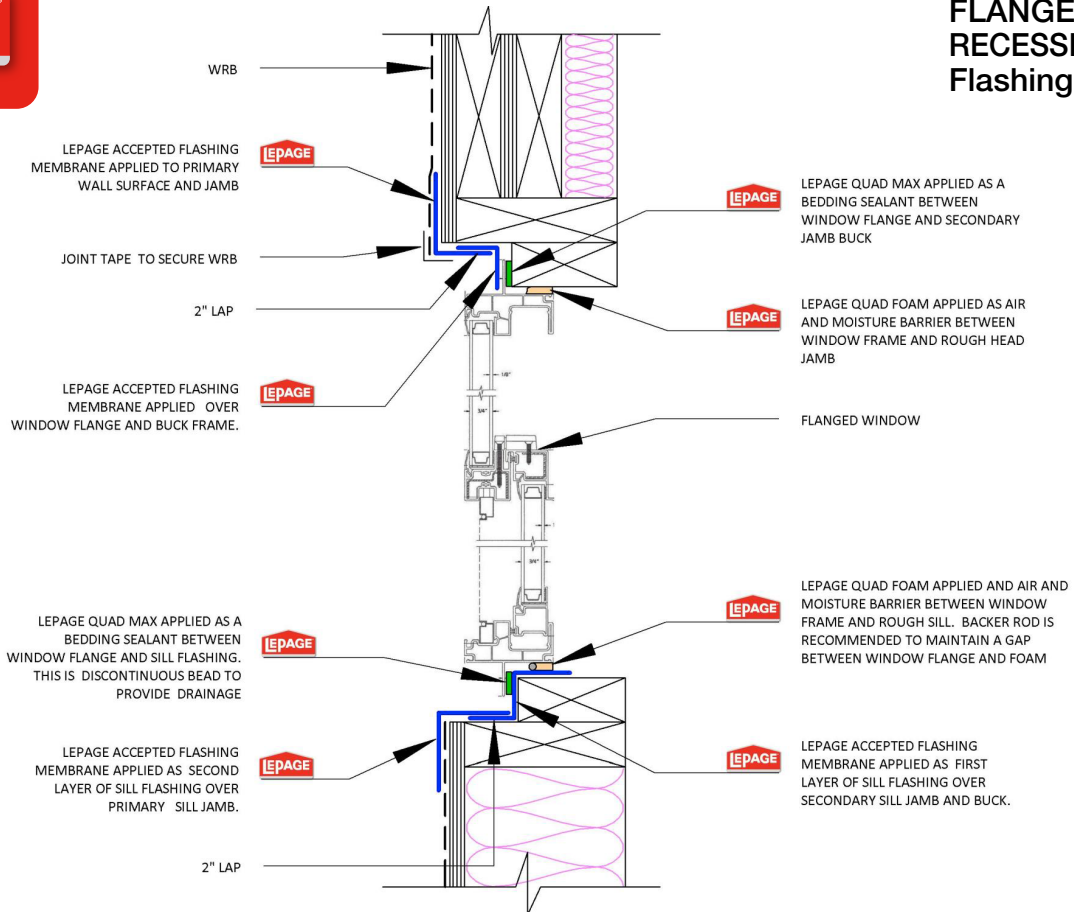 FLANGE
RECESSE
Flashing
WRB
LEPAGE ACCEPTED FLASHING
MEMBRANE APPLIED TO PRIMARY
WALL SURFACE AND JAMB
LEPAGE
JOINT TAPE TO SECURE WRB
2" LAP
LEPAGE ACCEPTED FLASHING
MEMBRANE APPLIED OVER
WINDOW FLANGE AND BUCK FRAME.
LEPAGE
LEPAGE
LEPAGE QUAD MAX APPLIED AS A
BEDDING SEALANT BETWEEN
WINDOW FLANGE AND SECONDARY
JAMB BUCK
LEPAGE
LEPAGE QUAD FOAM APPLIED AS AIR
AND MOISTURE BARRIER BETWEEN
WINDOW FRAME AND ROUGH HEAD
JAMB
FLANGED WINDOW
1/8"
3/4"
3/4"
LEPAGE QUAD MAX APPLIED AS A
BEDDING SEALANT BETWEEN
WINDOW FLANGE AND SILL FLASHING.
THIS IS DISCONTINUOUS BEAD TO
PROVIDE DRAINAGE
LEPAGE
LEPAGE ACCEPTED FLASHING
MEMBRANE APPLIED AS SECOND
LAYER OF SILL FLASHING OVER
PRIMARY SILL JAMB.
LEPAGE
2" LAP
LEPAGE
LEPAGE QUAD FOAM APPLIED AND AIR AND
MOISTURE BARRIER BETWEEN WINDOW
FRAME AND ROUGH SILL. BACKER ROD IS
RECOMMENDED TO MAINTAIN A GAP
BETWEEN WINDOW FLANGE AND FOAM
LEPAGE
LEPAGE ACCEPTED FLASHING
MEMBRANE APPLIED AS FIRST
LAYER OF SILL FLASHING OVER
SECONDARY SILL JAMB AND BUCK.